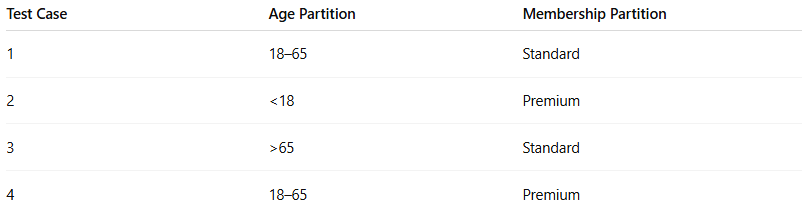 Test Case Age Partition Membership Partition
1 18–65 Standard
2 <18 Premium
3 >65 Standard
4 18–65 Premium